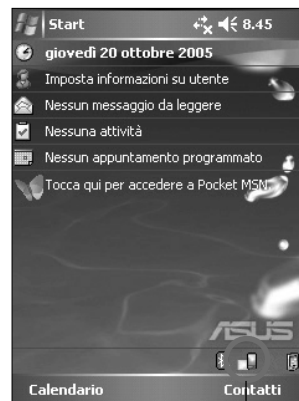 Start 8.45
giovedì 20 ottobre 2005
Imposta informazioni su utente
Nessun messaggio da leggere
Nessuna attività
Nessun appuntamento programmato
Tocca qui per accedere a Pocket MSN
ASUS
Calendario Contatti